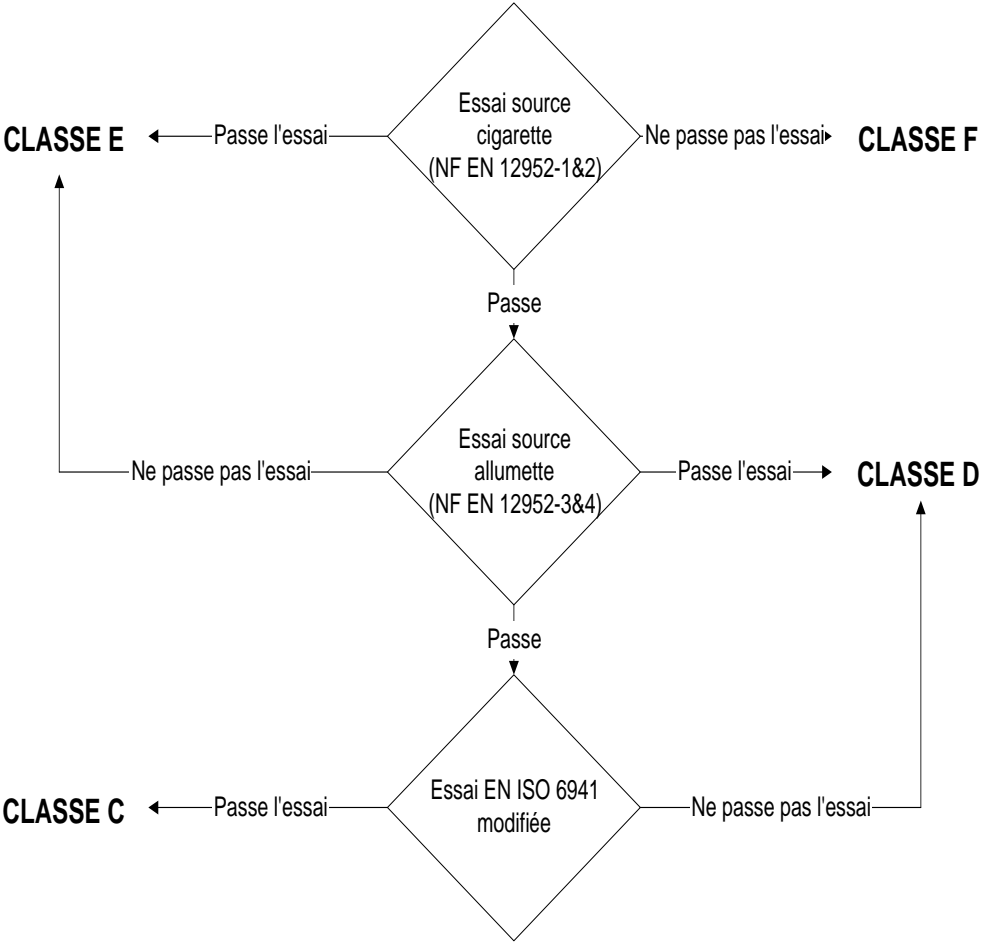 Essai source
cigarette
(NF EN 12952-1&2)
CLASSE E
Passe l'essai
Ne passe pas l'essai
CLASSE F
Passe
Essai source
allumette
(NF EN 12952-3&4)
Ne passe pas l'essai
Passe l'essai
CLASSE D
Passe
Essai EN ISO 6941
modifiée
CLASSE C
Passe l'essai
Ne passe pas l'essai